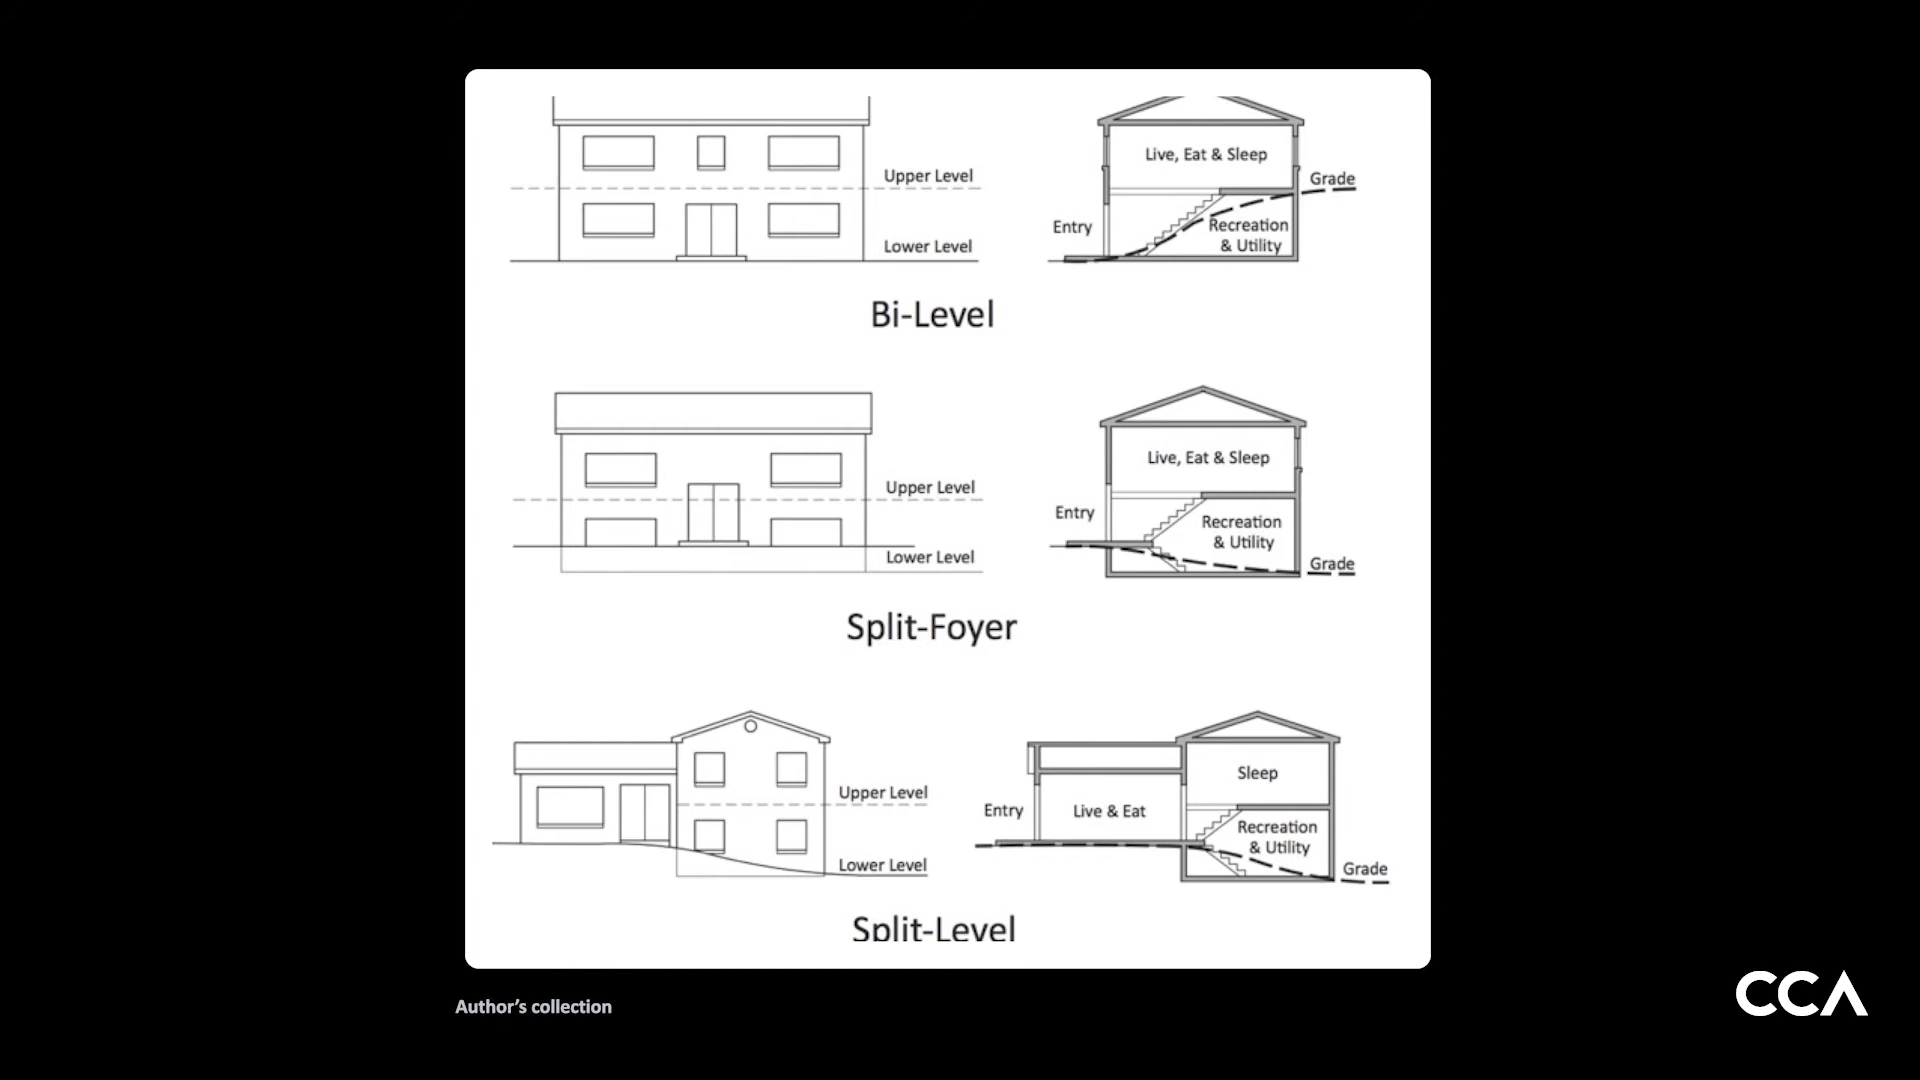 Live, Eat & Sleep
Upper Level
Grade
Entry
Recreation
& Utility
Lower Level
Bi-Level
Live, Eat & Sleep
Upper Level
Entry
Recreation
& Utility
Lower Level
Grade
Split-Foyer
Sleep
Upper Level
Entry
Live & Eat
Recreation
& Utility
Lower Level
Grade
Split-Level
Author's collection
CCA